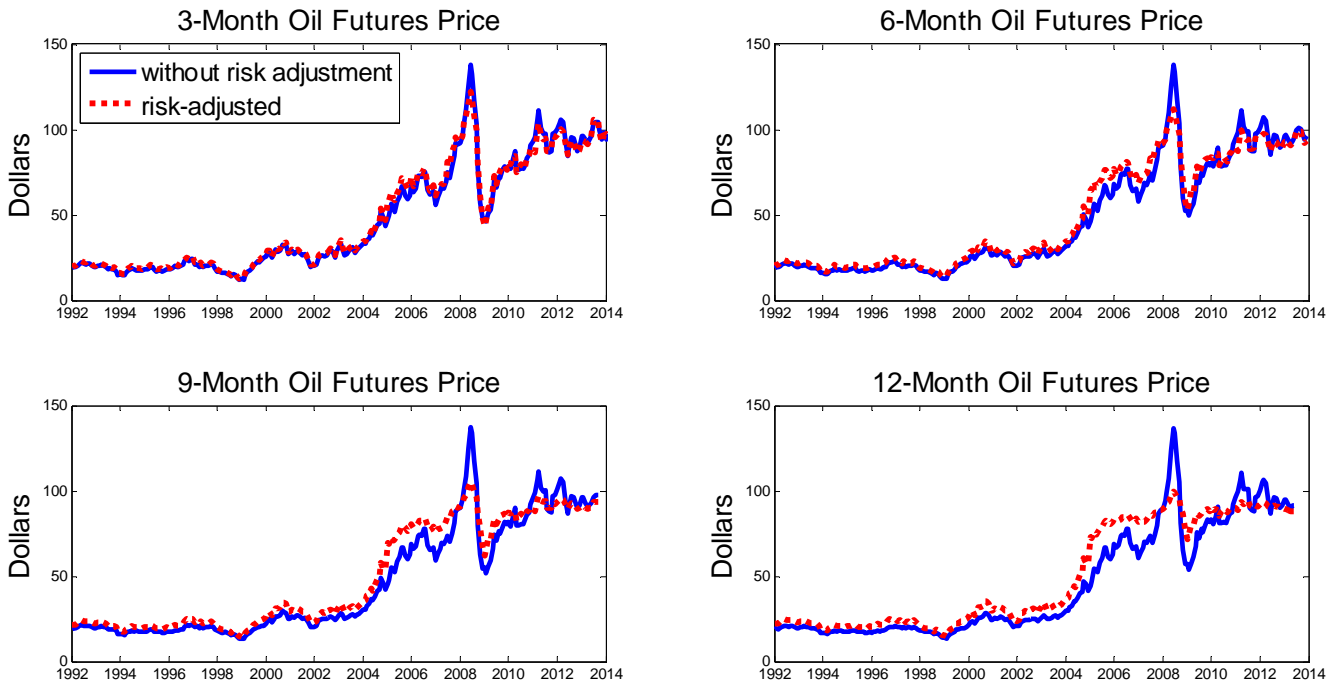 3-Month Oil Futures Price
150
100
50
0
Dollars
without risk adjustment
risk-adjusted
1992 1994 1996 1998 2000 2002 2004 2006 2008 2010 2012 2014
6-Month Oil Futures Price
150
100
50
0
Dollars
1992 1994 1996 1998 2000 2002 2004 2006 2008 2010 2012 2014
9-Month Oil Futures Price
150
100
50
0
Dollars
1992 1994 1996 1998 2000 2002 2004 2006 2008 2010 2012 2014
12-Month Oil Futures Price
150
100
50
0
Dollars
1992 1994 1996 1998 2000 2002 2004 2006 2008 2010 2012 2014